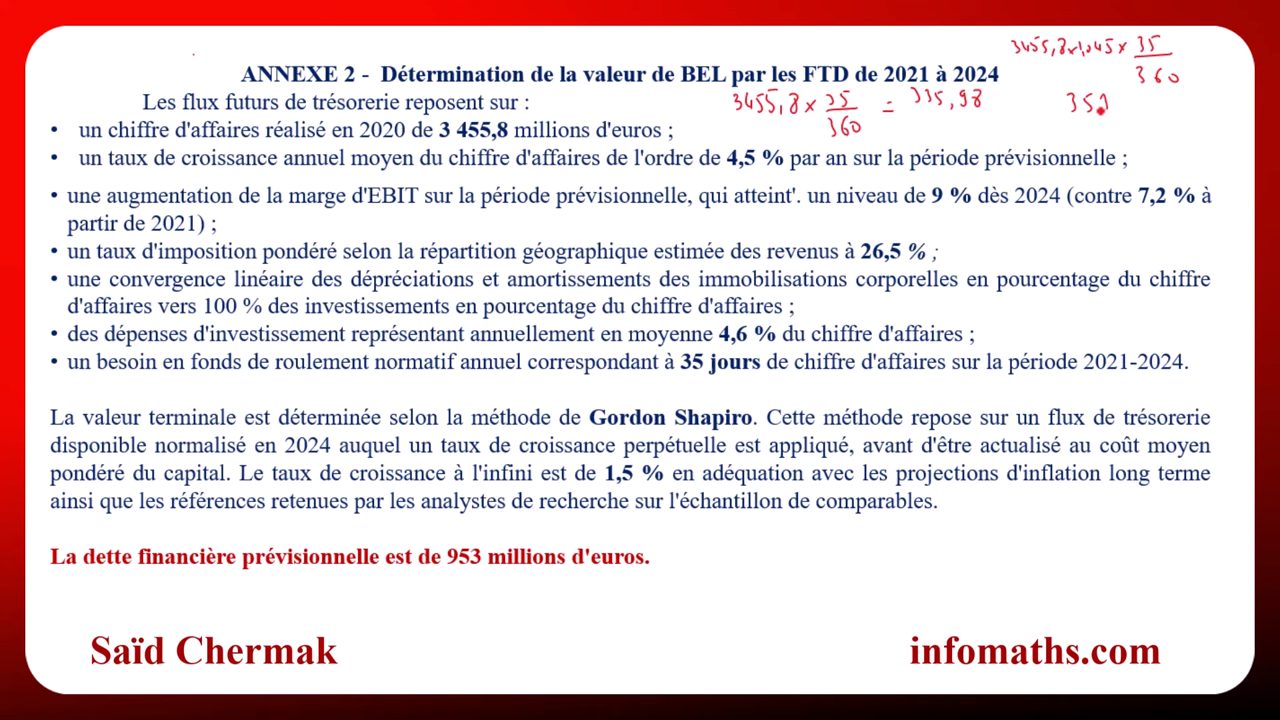 3455,8x1,045x 35/360
ANNEXE 2 - Détermination de la valeur de BEL par les FTD de 2021 à 2024
Les flux futurs de trésorerie reposent sur :
3455,8 x 35/360 = 335,98
351
• un chiffre d'affaires réalisé en 2020 de 3 455,8 millions d'euros ;
• un taux de croissance annuel moyen du chiffre d'affaires de l'ordre de 4,5 % par an sur la période prévisionnelle ;
• une augmentation de la marge d'EBIT sur la période prévisionnelle, qui atteint'. un niveau de 9 % dès 2024 (contre 7,2 % à
partir de 2021) ;
• un taux d'imposition pondéré selon la répartition géographique estimée des revenus à 26,5 % ;
• une convergence linéaire des dépréciations et amortissements des immobilisations corporelles en pourcentage du chiffre
d'affaires vers 100 % des investissements en pourcentage du chiffre d'affaires ;
• des dépenses d'investissement représentant annuellement en moyenne 4,6 % du chiffre d'affaires ;
• un besoin en fonds de roulement normatif annuel correspondant à 35 jours de chiffre d'affaires sur la période 2021-2024.
La valeur terminale est déterminée selon la méthode de Gordon Shapiro. Cette méthode repose sur un flux de trésorerie
disponible normalisé en 2024 auquel un taux de croissance perpétuelle est appliqué, avant d'être actualisé au coût moyen
pondéré du capital. Le taux de croissance à l'infini est de 1,5 % en adéquation avec les projections d'inflation long terme
ainsi que les références retenues par les analystes de recherche sur l'échantillon de comparables.
La dette financière prévisionnelle est de 953 millions d'euros.
Saïd Chermak
infomaths.com